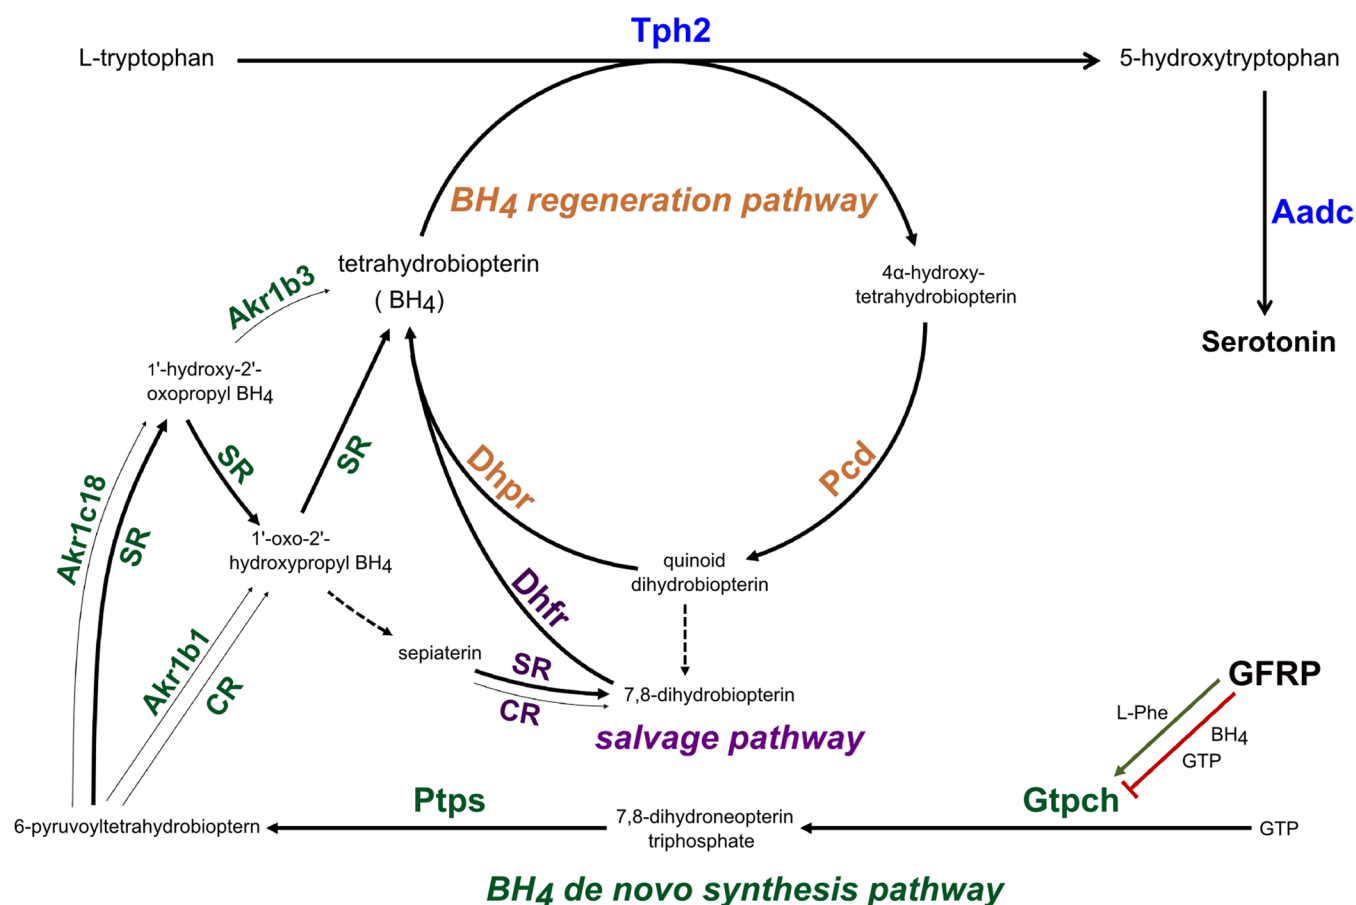 Tph2
L-tryptophan
5-hydroxytryptophan
BH4 regeneration pathway
Aadc
tetrahydrobiopterin
( BH4)
4α-hydroxy-
tetrahydrobiopterin
Akr1b3
Serotonin
1'-hydroxy-2'-
oxopropyl BH4
SR
SR
Dhpr
Pcd
Akr1c18
SR
1'-oxo-2'-
hydroxypropyl BH4
quinoid
dihydrobiopterin
Dhfr
Akr1b1
CR
sepiaterin
SR
CR
7,8-dihydrobiopterin
salvage pathway
GFRP
L-Phe
BH4
GTP
Ptps
Gtpch
6-pyruvoyltetrahydrobioptern
7,8-dihydroneopterin
triphosphate
GTP
BH4 de novo synthesis pathway